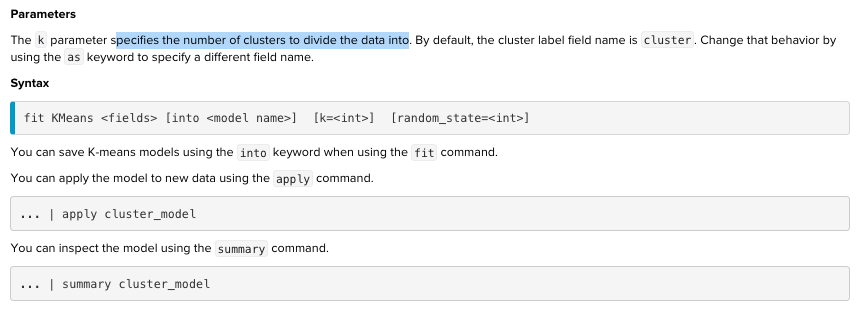 Parameters
The k parameter specifies the number of clusters to divide the data into. By default, the cluster label field name is cluster. Change that behavior by
using the as keyword to specify a different field name.
Syntax
fit KMeans <fields> [into <model name>]  [k=<int>]  [random_state=<int>]
You can save K-means models using the into keyword when using the fit command.
You can apply the model to new data using the apply command.
... | apply cluster_model
You can inspect the model using the summary command.
... | summary cluster_model